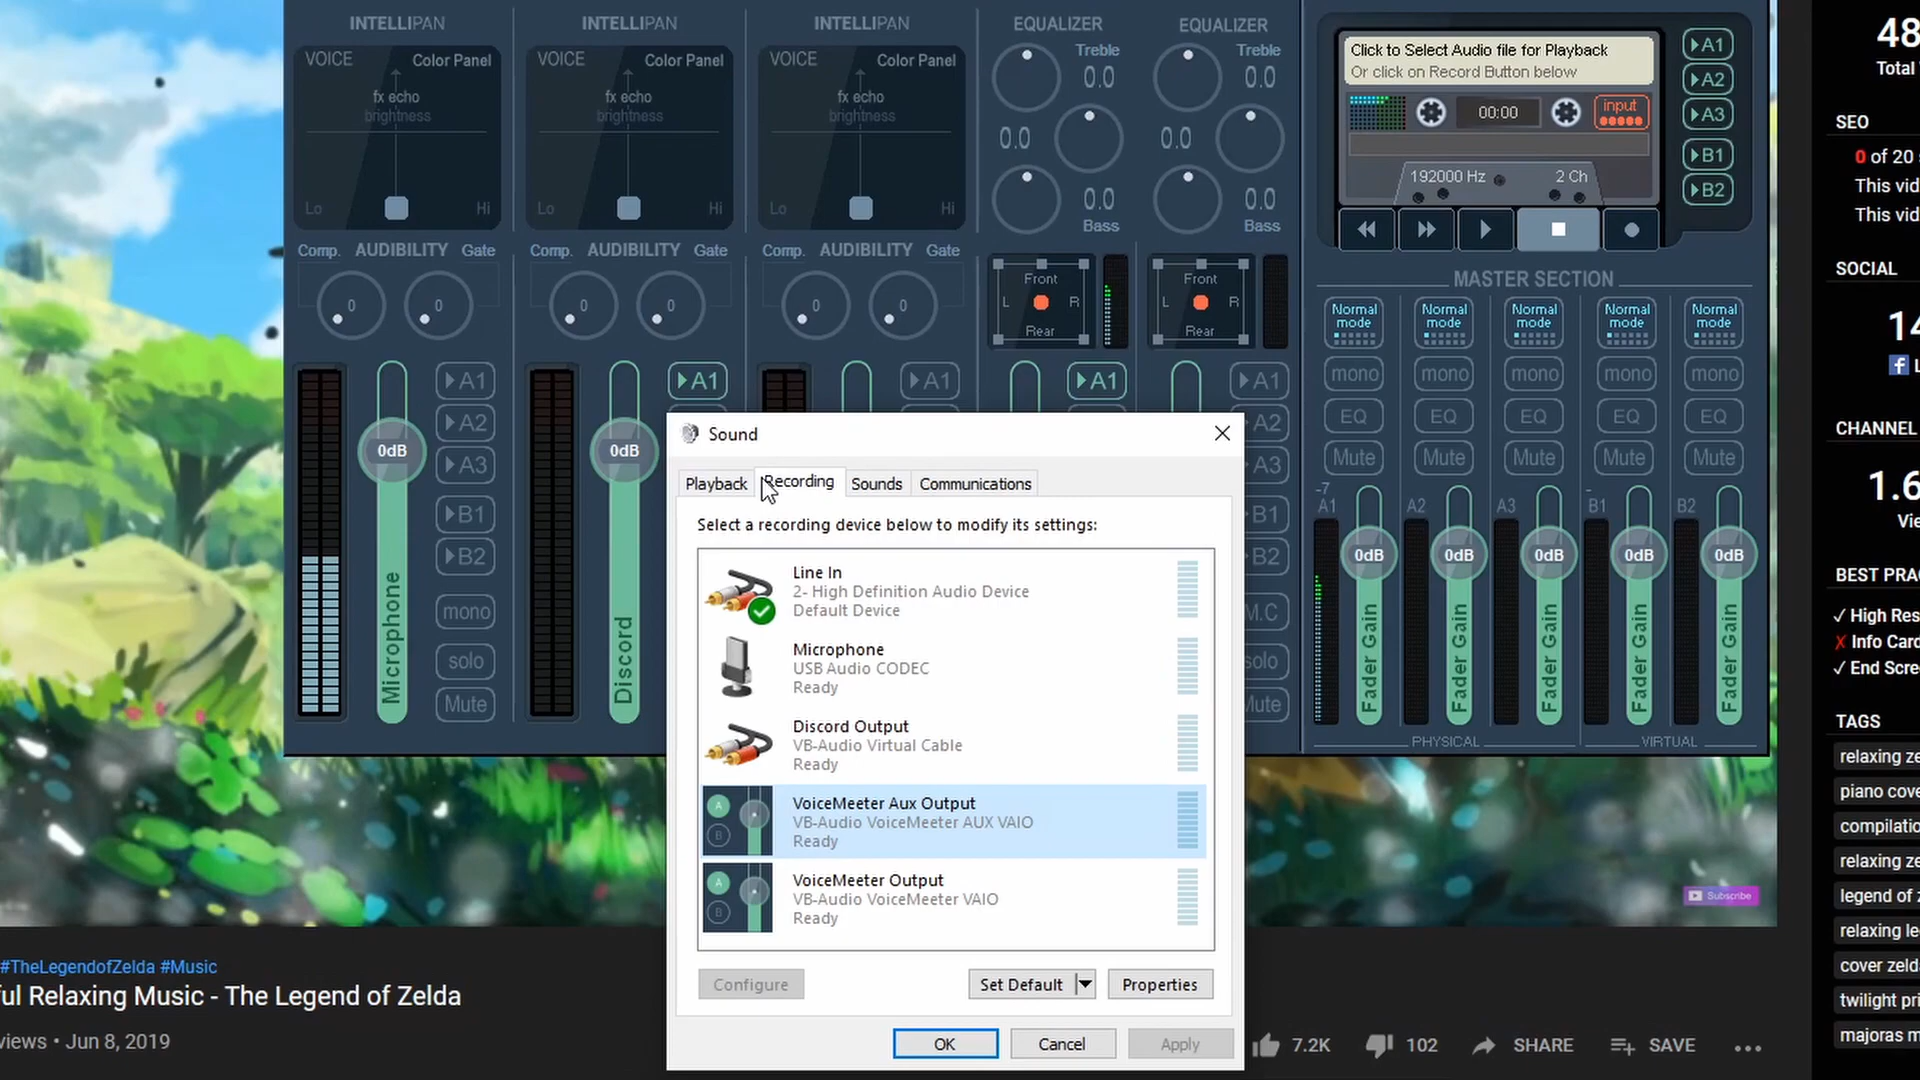 INTELLIPAN
INTELLIPAN
INTELLIPAN
EQUALIZER
EQUALIZER
VOICE
Color Panel
fx echo
brightness
Lo
Hi
VOICE
Color Panel
fx echo
brightness
Lo
Hi
VOICE
Color Panel
fx echo
brightness
Lo
Hi
Treble
0.0
0.0
0.0
Bass
Treble
0.0
0.0
0.0
Bass
Click to Select Audio file for Playback
Or click on Record Button below
00:00
input
192000 Hz
2 Ch
A1
A2
A3
B1
B2
Comp. AUDIBILITY Gate
0
0
Comp. AUDIBILITY Gate
0
0
Comp. AUDIBILITY Gate
0
0
Front
L
R
Rear
Front
L
R
Rear
MASTER SECTION
Normal mode
Normal mode
Normal mode
Normal mode
Normal mode
mono
mono
mono
mono
mono
EQ
EQ
EQ
EQ
EQ
Mute
Mute
Mute
Mute
Mute
-7
A1
A2
A3
-
B1
B2
0dB
0dB
0dB
0dB
0dB
Fader Gain
Fader Gain
Fader Gain
Fader Gain
Fader Gain
PHYSICAL
VIRTUAL
0dB
Microphone
A1
A2
A3
B1
B2
mono
solo
Mute
0dB
Discord
A1
A1
A1
A1
A2
A3
B1
B2
M.C
solo
Mute
Sound
Playback
Recording
Sounds
Communications
Select a recording device below to modify its settings:
Line In
2- High Definition Audio Device
Default Device
Microphone
USB Audio CODEC
Ready
Discord Output
VB-Audio Virtual Cable
Ready
A
B
VoiceMeeter Aux Output
VB-Audio VoiceMeeter AUX VAIO
Ready
A
B
VoiceMeeter Output
VB-Audio VoiceMeeter VAIO
Ready
Configure
Set Default
Properties
OK
Cancel
Apply
Subscribe
#TheLegendofZelda #Music
ul Relaxing Music - The Legend of Zelda
views • Jun 8, 2019
7.2K
102
SHARE
SAVE
48
Total
SEO
0 of 20
This vid
This vid
SOCIAL
14
f L
CHANNEL
1.6
Vie
BEST PRA
✓ High Res
✗ Info Card
✓ End Scre
TAGS
relaxing ze
piano cove
compilatio
relaxing ze
legend of z
relaxing le
cover zeld
twilight pri
majoras m